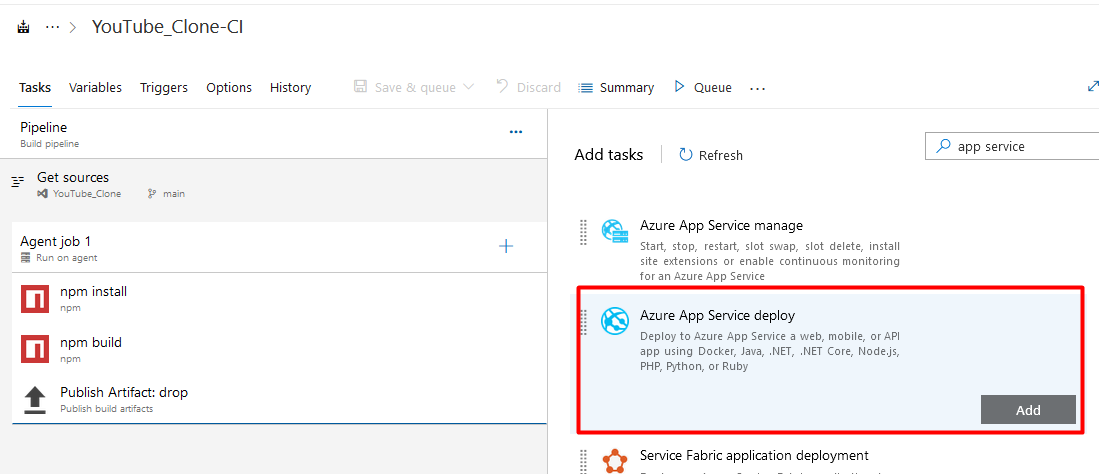 ... > YouTube_Clone-CI
Tasks Variables Triggers Options History Save & queue Discard Summary Queue ...
Pipeline
Build pipeline
Get sources
YouTube_Clone main
Agent job 1
Run on agent
npm install
npm
npm build
npm
Publish Artifact: drop
Publish build artifacts
Add tasks Refresh app service
Azure App Service manage
Start, stop, restart, slot swap, slot delete, install
site extensions or enable continuous monitoring
for an Azure App Service
Azure App Service deploy
Deploy to Azure App Service a web, mobile, or API
app using Docker, Java, .NET, .NET Core, Node.js,
PHP, Python, or Ruby
Add
Service Fabric application deployment